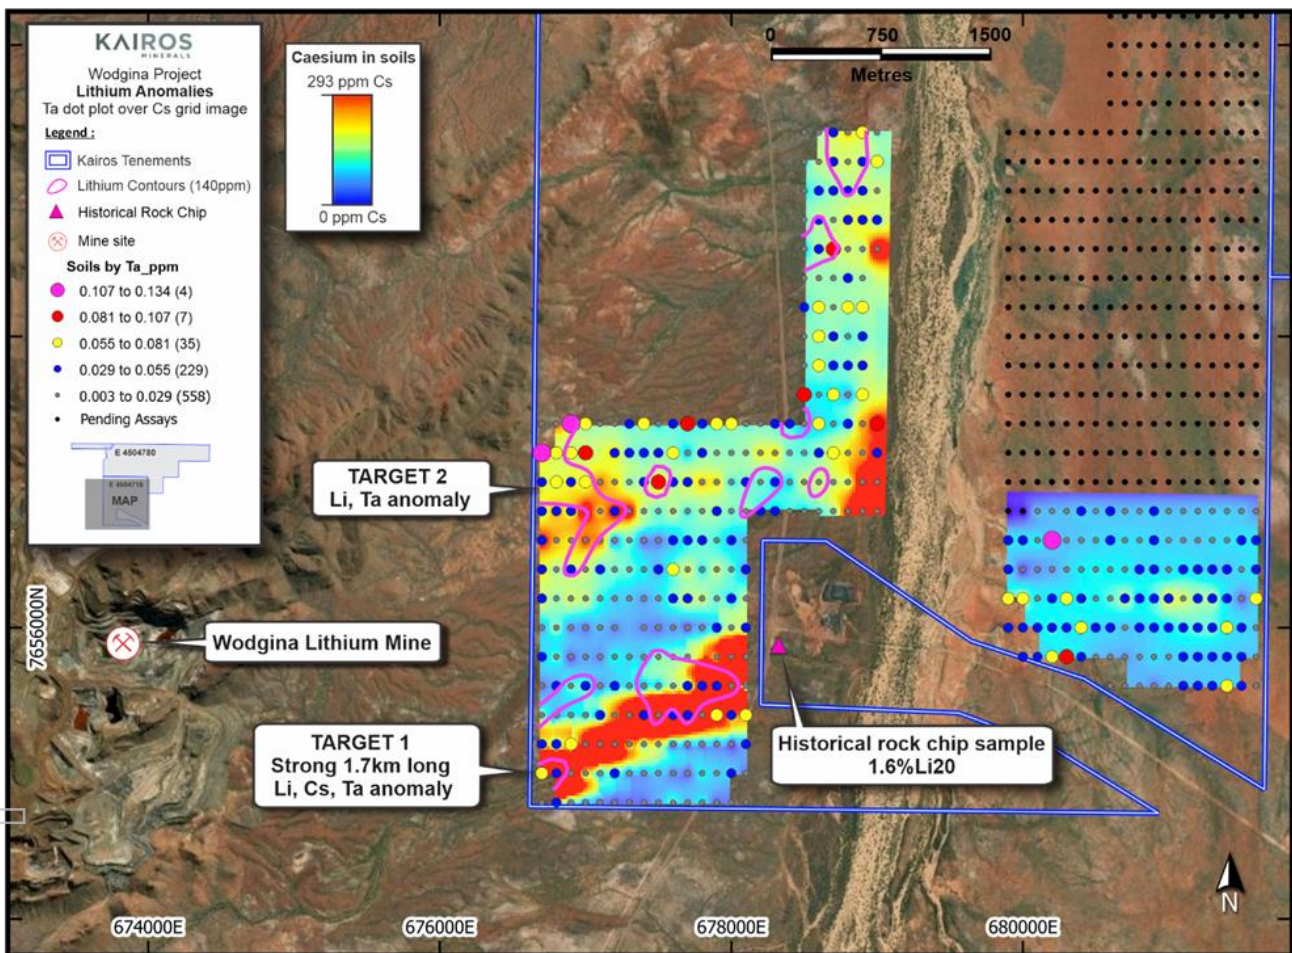 KAIROS
MINERALS
Wodgina Project
Lithium Anomalies
Ta dot plot over Cs grid image
Legend :
Kairos Tenements
Lithium Contours (140ppm)
Historical Rock Chip
Mine site
Soils by Ta_ppm
0.107 to 0.134 (4)
0.081 to 0.107 (7)
0.055 to 0.081 (35)
0.029 to 0.055 (229)
0.003 to 0.029 (558)
Pending Assays
E 4504780
E 4504715
MAP
Caesium in soils
293 ppm Cs
0 ppm Cs
0 750 1500
Metres
TARGET 2
Li, Ta anomaly
Wodgina Lithium Mine
7656000N
TARGET 1
Strong 1.7km long
Li, Cs, Ta anomaly
Historical rock chip sample
1.6%Li20
N
674000E 676000E 678000E 680000E